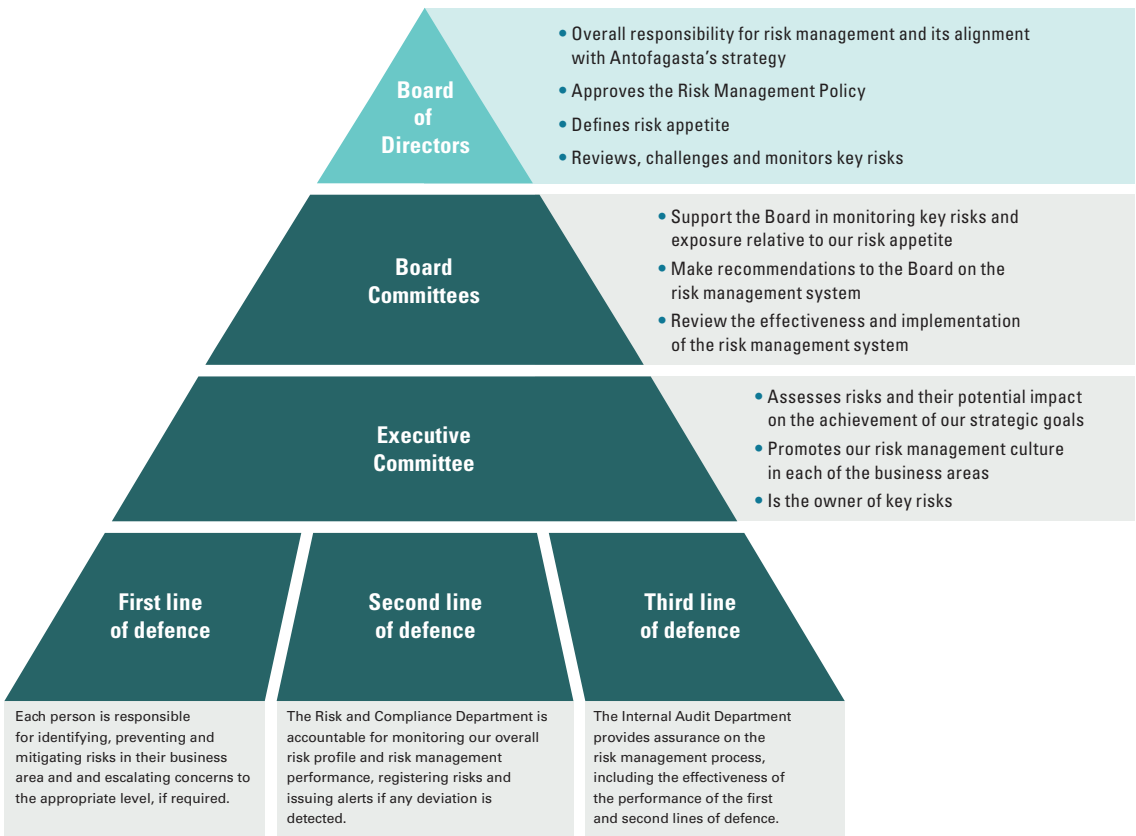 Board
of
Directors
• Overall responsibility for risk management and its alignment
with Antofagasta’s strategy
• Approves the Risk Management Policy
• Defines risk appetite
• Reviews, challenges and monitors key risks
Board
Committees
• Support the Board in monitoring key risks and
exposure relative to our risk appetite
• Make recommendations to the Board on the
risk management system
• Review the effectiveness and implementation
of the risk management system
Executive
Committee
• Assesses risks and their potential impact
on the achievement of our strategic goals
• Promotes our risk management culture
in each of the business areas
• Is the owner of key risks
First line
of defence
Each person is responsible
for identifying, preventing and
mitigating risks in their business
area and and escalating concerns to
the appropriate level, if required.
Second line
of defence
The Risk and Compliance Department is
accountable for monitoring our overall
risk profile and risk management
performance, registering risks and
issuing alerts if any deviation is
detected.
Third line
of defence
The Internal Audit Department
provides assurance on the
risk management process,
including the effectiveness of
the performance of the first
and second lines of defence.